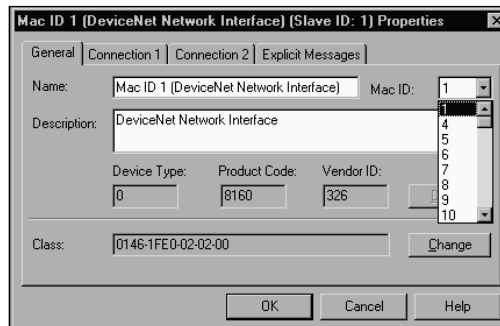 Mac ID 1 (DeviceNet Network Interface) (Slave ID: 1) Properties
General Connection 1 Connection 2 Explicit Messages
Name: Mac ID 1 (DeviceNet Network Interface) Mac ID: 1
Description: DeviceNet Network Interface
1
4
5
6
7
8
9
10
Device Type: Product Code: Vendor ID:
0 8160 326
Class: 0146-1FE0-02-02-00 Change
OK Cancel Help